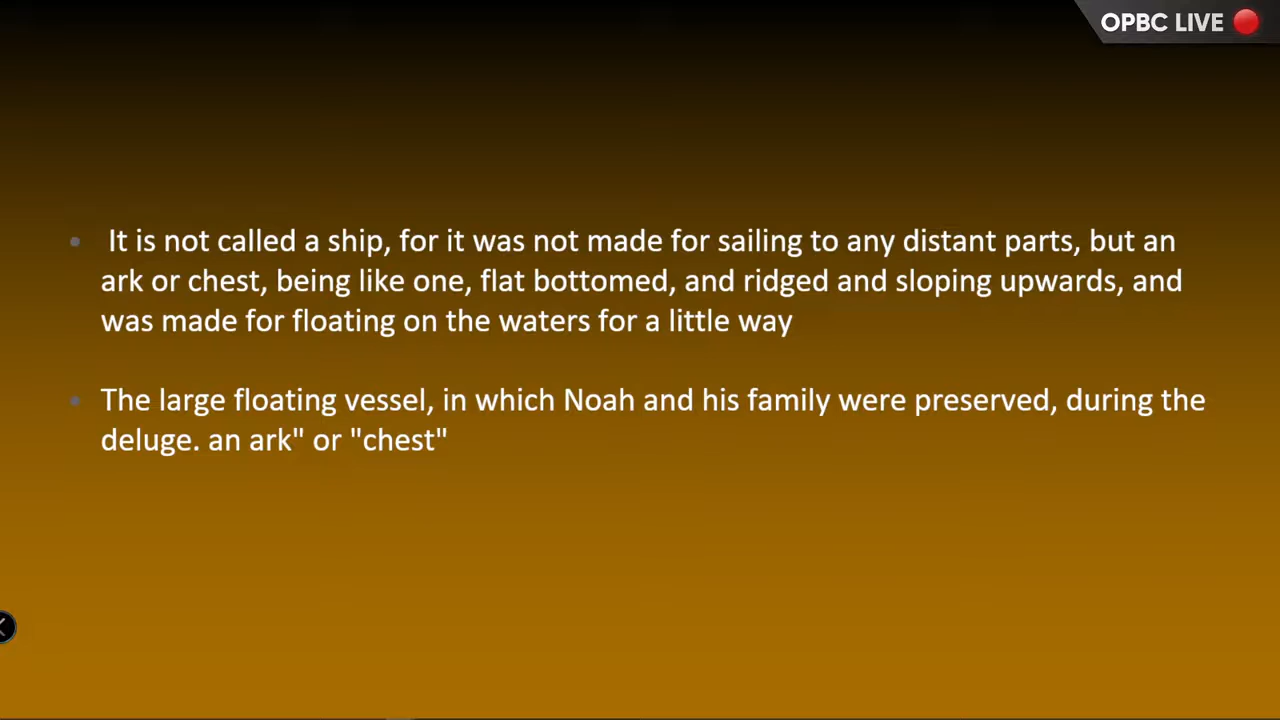 OPBC LIVE
It is not called a ship, for it was not made for sailing to any distant parts, but an
ark or chest, being like one, flat bottomed, and ridged and sloping upwards, and
was made for floating on the waters for a little way
The large floating vessel, in which Noah and his family were preserved, during the
deluge. an ark" or "chest"